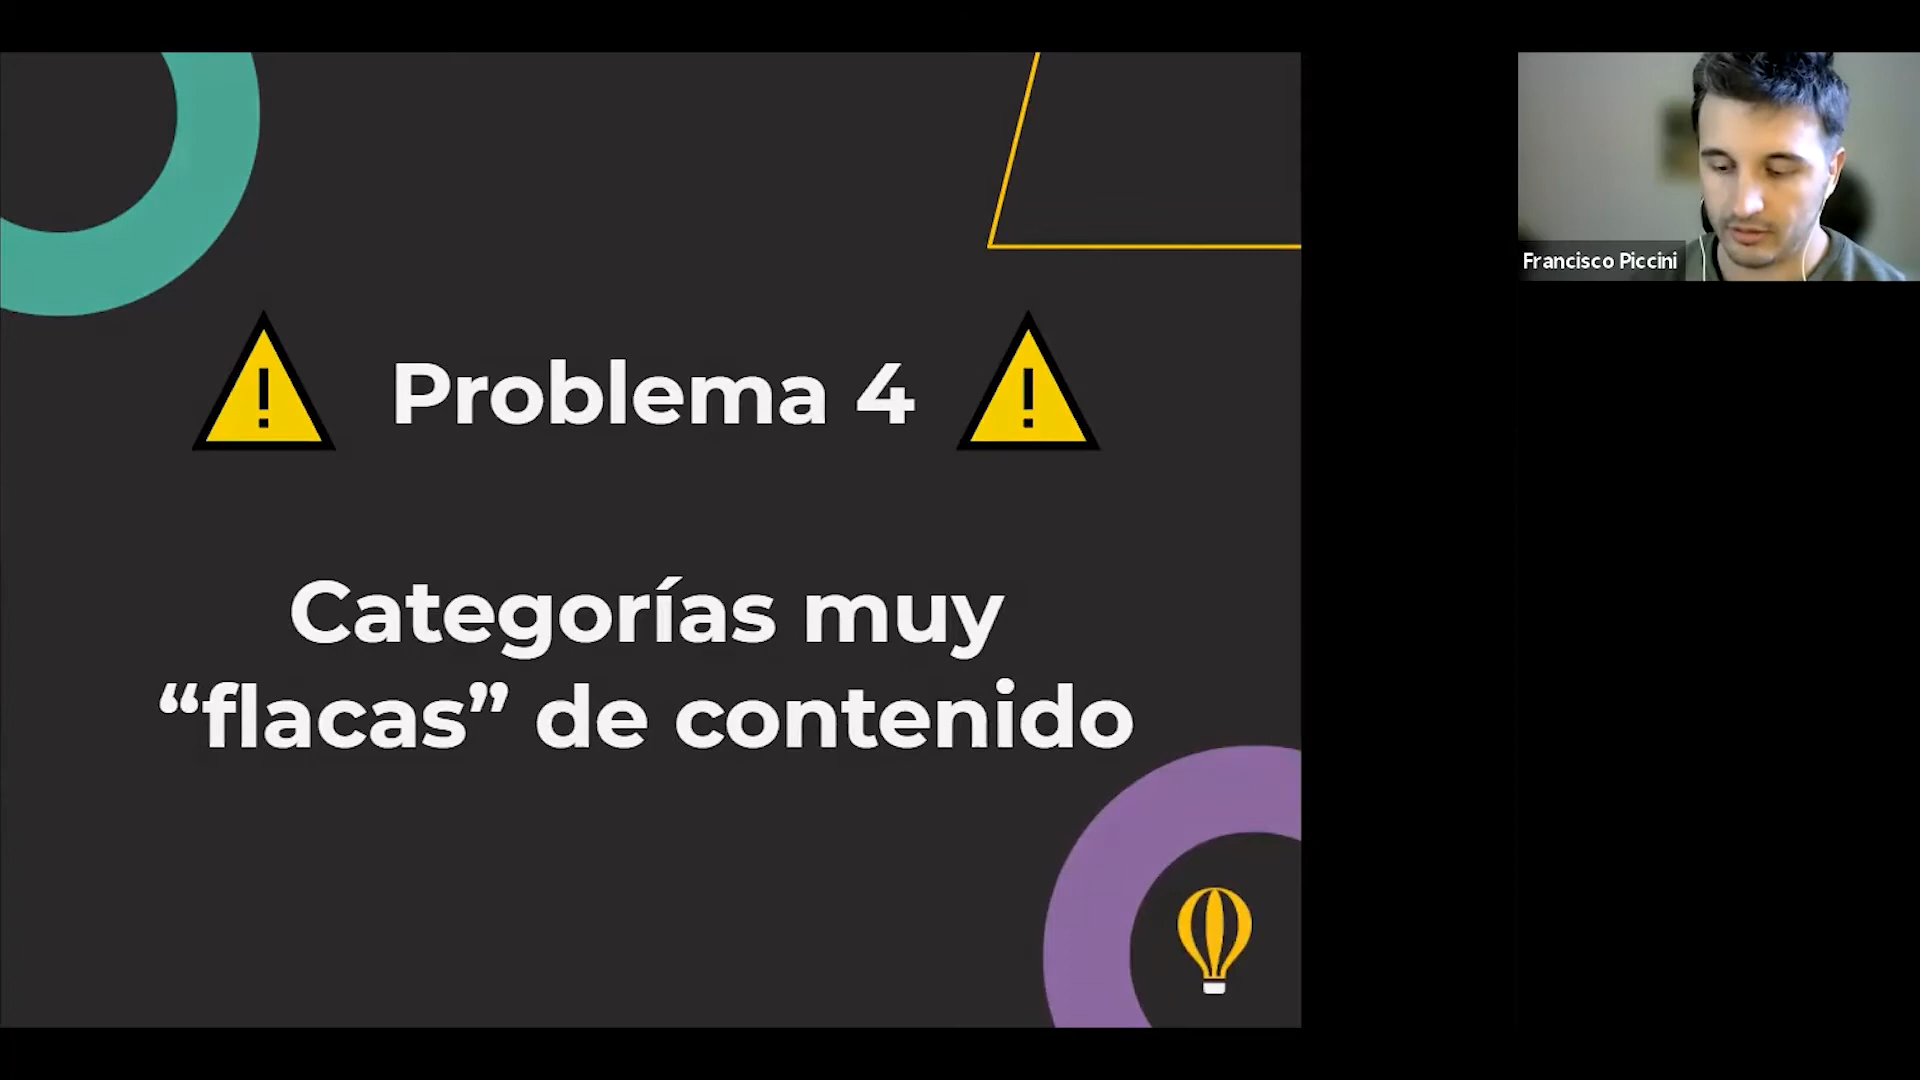 Problema 4
Categorías muy
“flacas” de contenido
Francisco Piccini